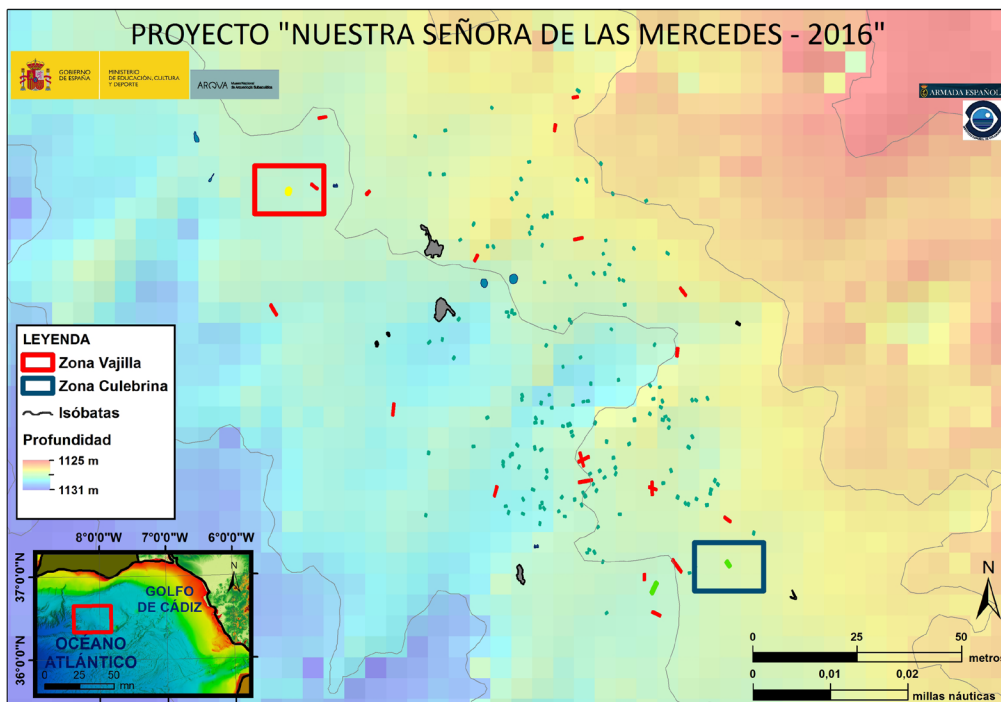 PROYECTO "NUESTRA SEÑORA DE LAS MERCEDES - 2016"
GOBIERNO
DE ESPAÑA
MINISTERIO
DE EDUCACIÓN, CULTURA
Y DEPORTE
ARQVA
ARMADA ESPAÑOLA
LEYENDA
Zona Vajilla
Zona Culebrina
Isóbatas
Profundidad
1125 m
1131 m
8°0'0"W 7°0'0"W 6°0'0"W
37°0'0"N
36°0'0"N
GOLFO
DE CÁDIZ
OCEÁNO
ATLÁNTICO
0 25 50
mn
N
N
0 25 50
metros
0 0,01 0,02
millas náuticas